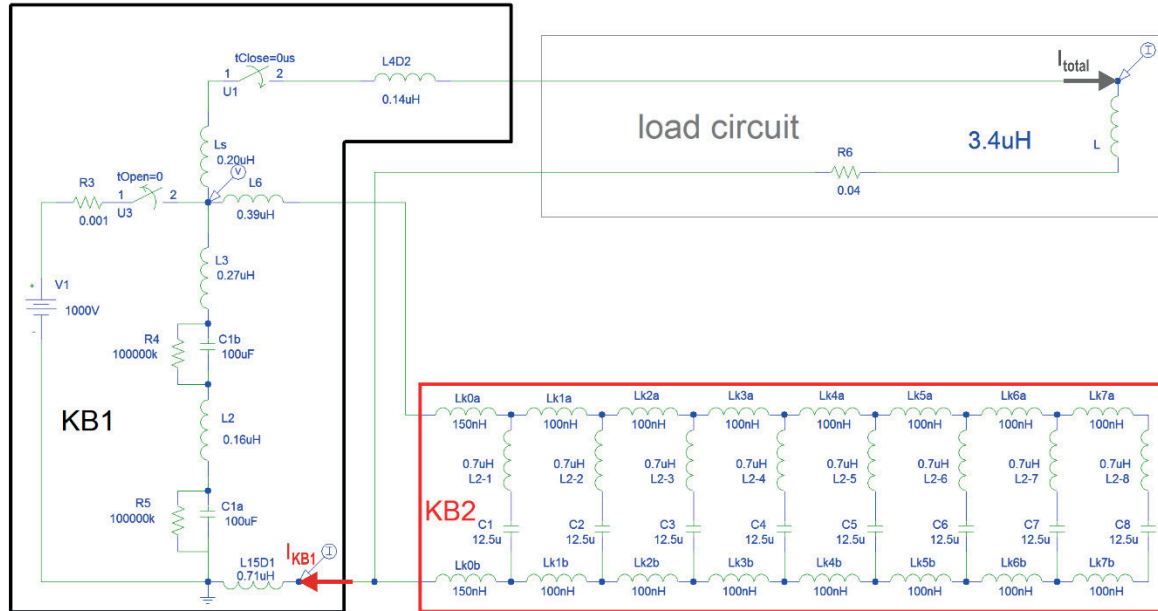 tClose=0us
1 2
U1
L4D2
0.14uH
I total
I
load circuit
3.4uH
L
R6
0.04
Ls
0.20uH
V
tOpen=0
R3
1 2
0.001
U3
L6
0.39uH
L3
0.27uH
+
V1
1000V
-
R4
100000k
C1b
100uF
KB1
L2
0.16uH
R5
100000k
C1a
100uF
L15D1
0.71uH
I KB1
I
Lk0a Lk1a Lk2a Lk3a Lk4a Lk5a Lk6a Lk7a
150nH 100nH 100nH 100nH 100nH 100nH 100nH 100nH
0.7uH 0.7uH 0.7uH 0.7uH 0.7uH 0.7uH 0.7uH 0.7uH
L2-1 L2-2 L2-3 L2-4 L2-5 L2-6 L2-7 L2-8
KB2
C1 C2 C3 C4 C5 C6 C7 C8
12.5u 12.5u 12.5u 12.5u 12.5u 12.5u 12.5u 12.5u
Lk0b Lk1b Lk2b Lk3b Lk4b Lk5b Lk6b Lk7b
150nH 100nH 100nH 100nH 100nH 100nH 100nH 100nH